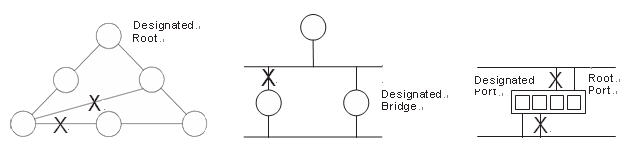 Designated
Root
Designated
Bridge
Designated
Port
Root
Port